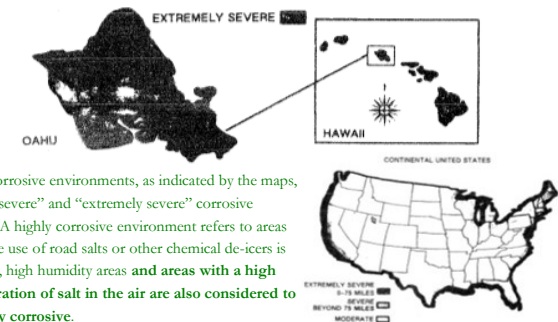 EXTREMELY SEVERE
OAHU
HAWAII
CONTINENTAL UNITED STATES
orrosive environments, as indicated by the maps,
severe” and “extremely severe” corrosive
A highly corrosive environment refers to areas
e use of road salts or other chemical de-icers is
, high humidity areas and areas with a high
ration of salt in the air are also considered to
y corrosive.
EXTREMELY SEVERE
0-75 MILES
SEVERE
BEYOND 75 MILES
MODERATE